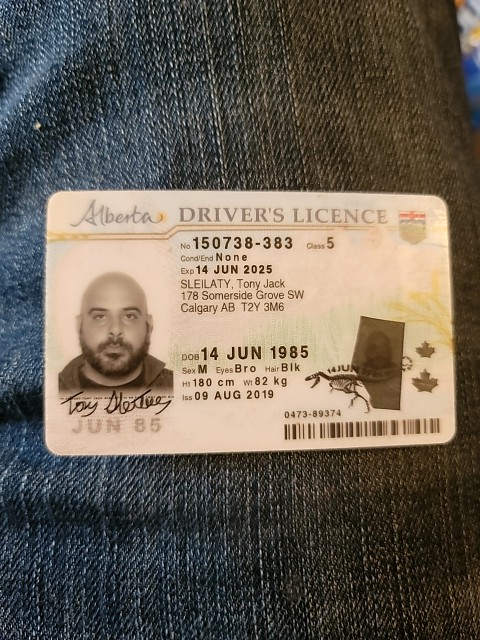 Alberta DRIVER'S LICENCE
No 150738-383 Class 5
Cond/End None
Exp 14 JUN 2025
SLEILATY, Tony Jack
178 Somerside Grove SW
Calgary AB T2Y 3M6
DOB 14 JUN 1985
Sex M Eyes Bro Hair Blk
Ht 180 cm Wt 82 kg
Iss 09 AUG 2019
14JUN
Tony
JUN 85
0473-89374